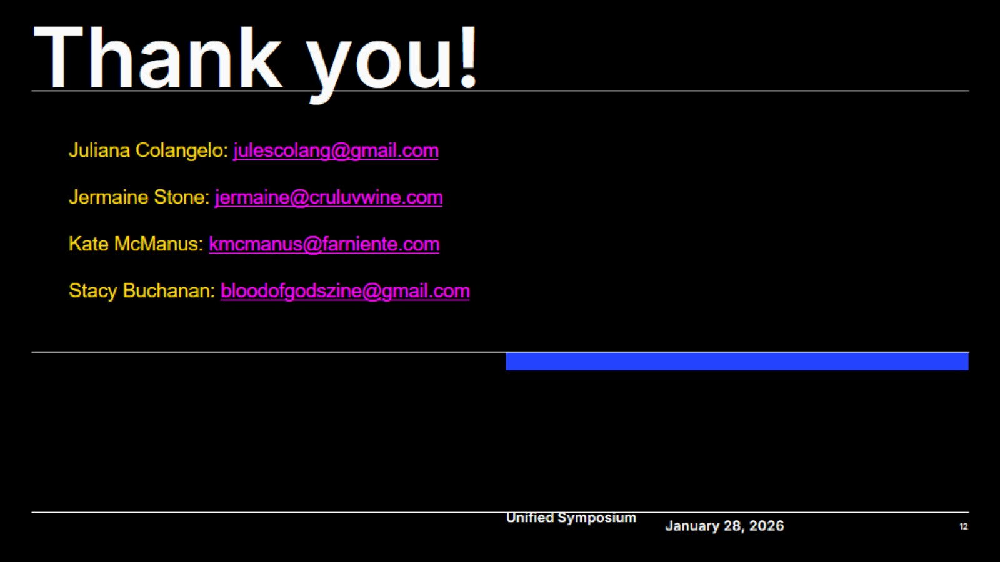 Thank you!
Juliana Colangelo: julescolang@gmail.com
Jermaine Stone: jermaine@cruluvwine.com
Kate McManus: kmcmanus@farniente.com
Stacy Buchanan: bloodofgodszine@gmail.com
Unified Symposium
January 28, 2026
12